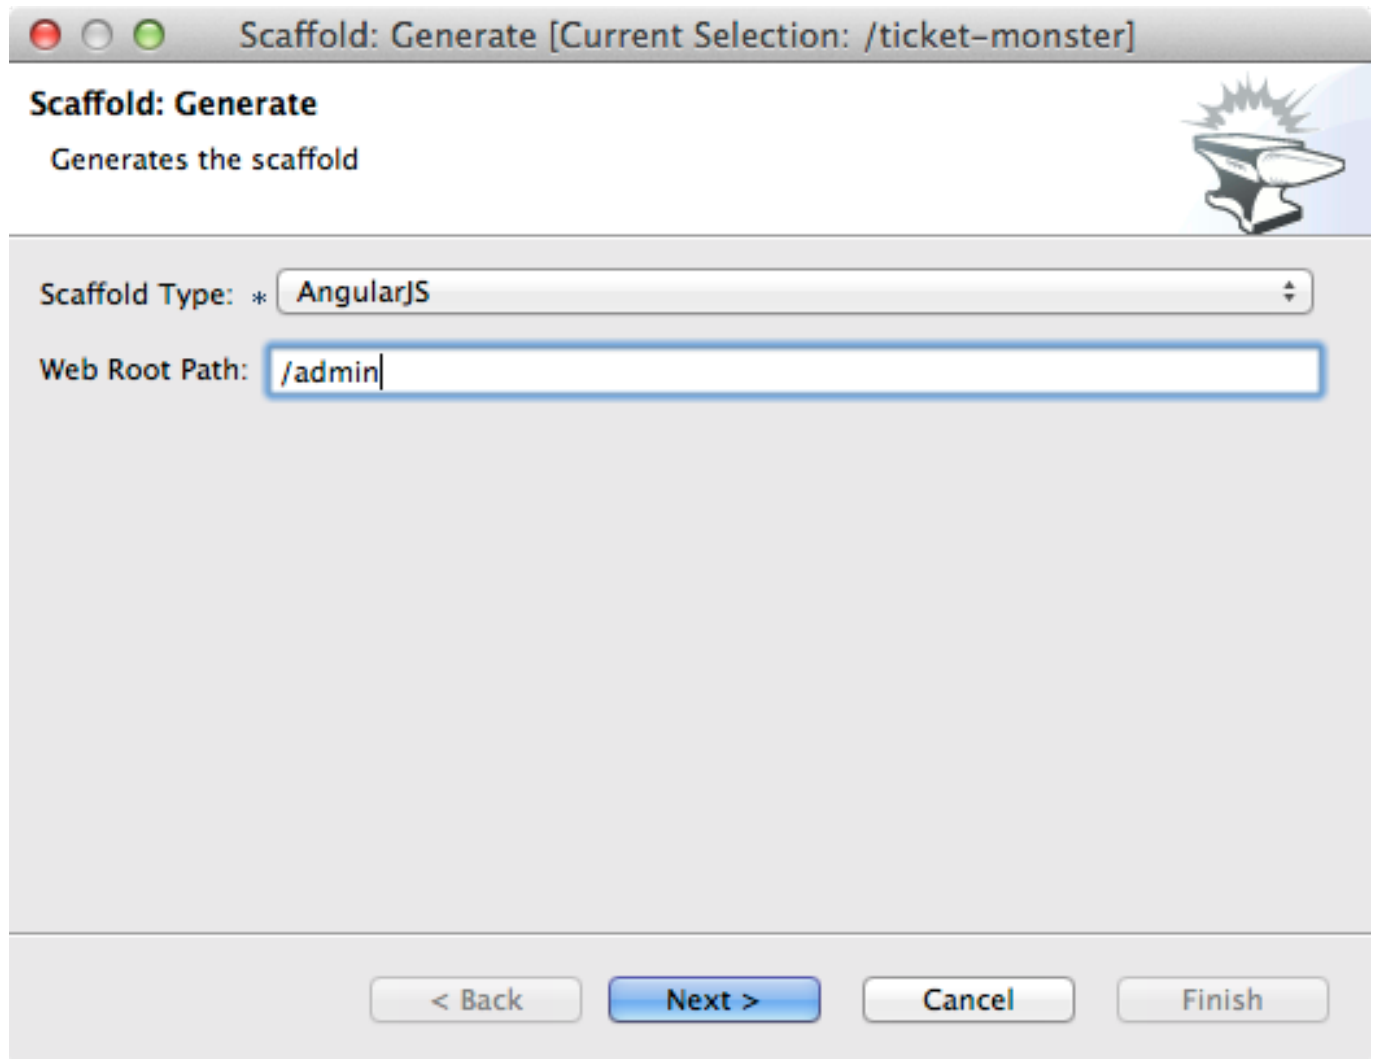 Scaffold: Generate [Current Selection: /ticket-monster]
Scaffold: Generate
Generates the scaffold
Scaffold Type: * AngularJS
Web Root Path: /admin
< Back Next > Cancel Finish